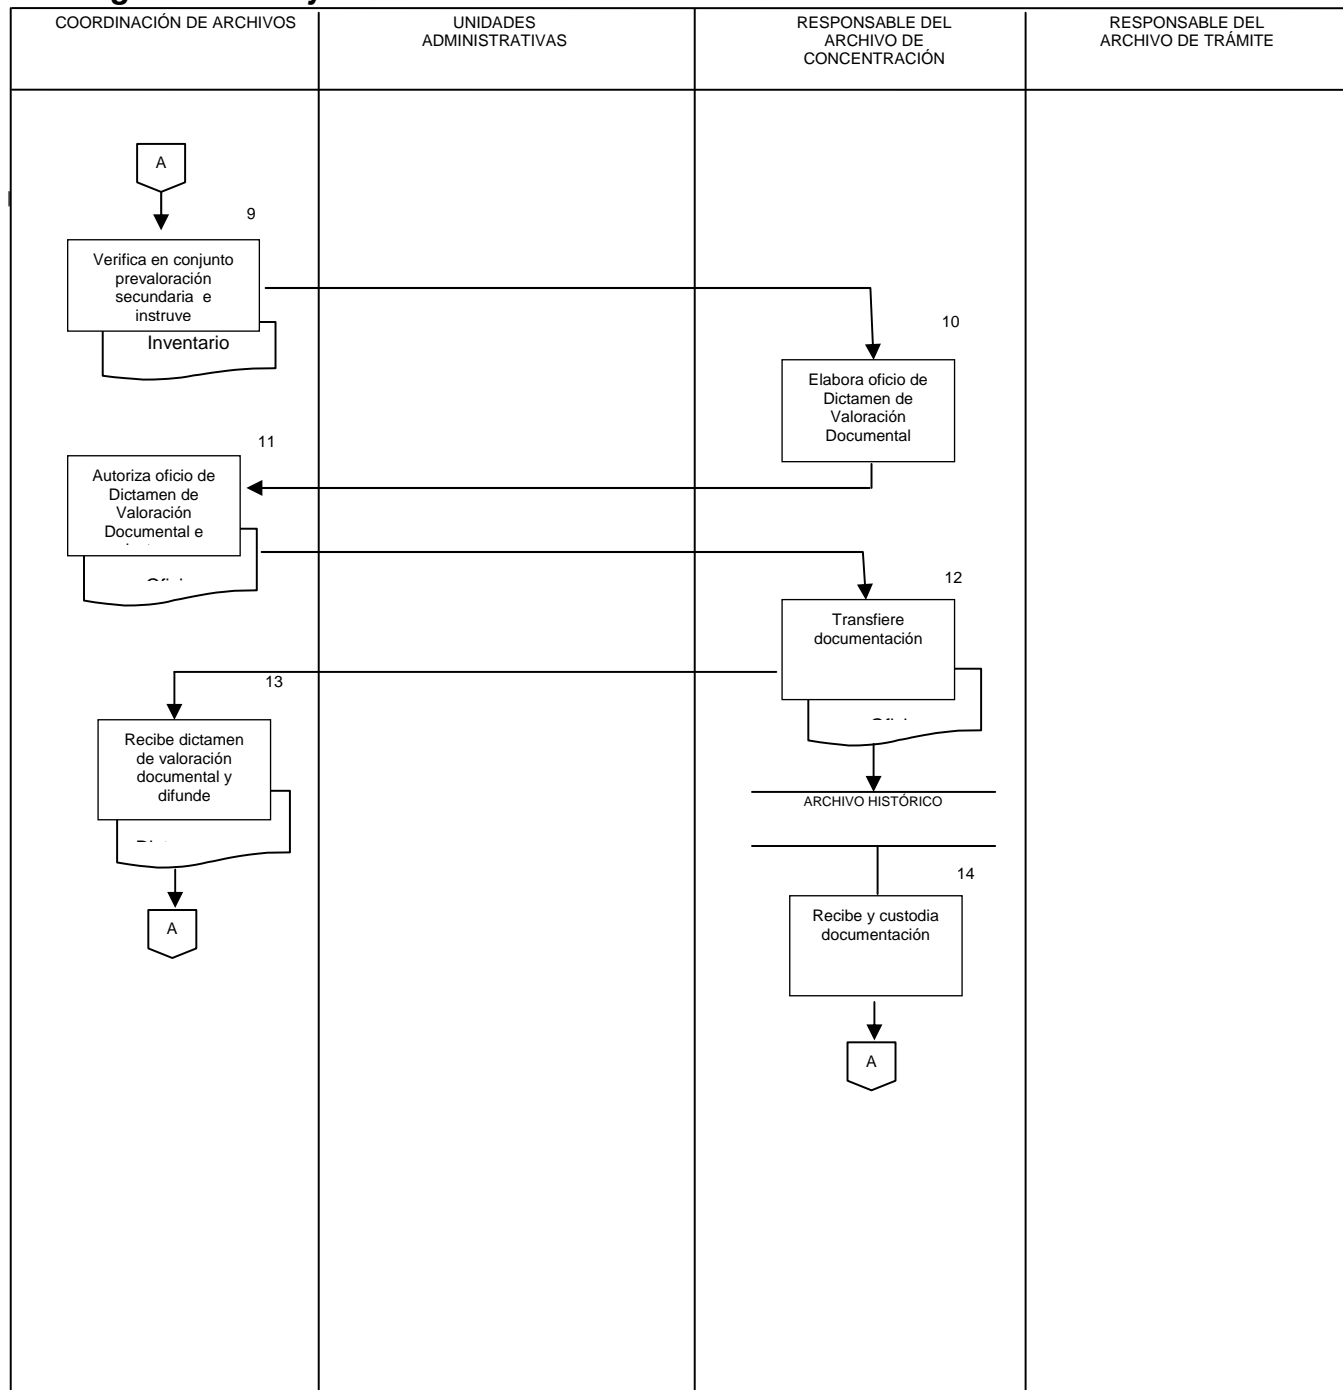 COORDINACIÓN DE ARCHIVOS
UNIDADES
ADMINISTRATIVAS
RESPONSABLE DEL
ARCHIVO DE
CONCENTRACIÓN
RESPONSABLE DEL
ARCHIVO DE TRÁMITE
A
9
Verifica en conjunto
prevaloración
secundaria e
instruye
Inventario
10
Elabora oficio de
Dictamen de
Valoración
Documental
11
Autoriza oficio de
Dictamen de
Valoración
Documental e
12
Transfiere
documentación
13
Recibe dictamen
de valoración
documental y
difunde
A
ARCHIVO HISTÓRICO
14
Recibe y custodia
documentación
A